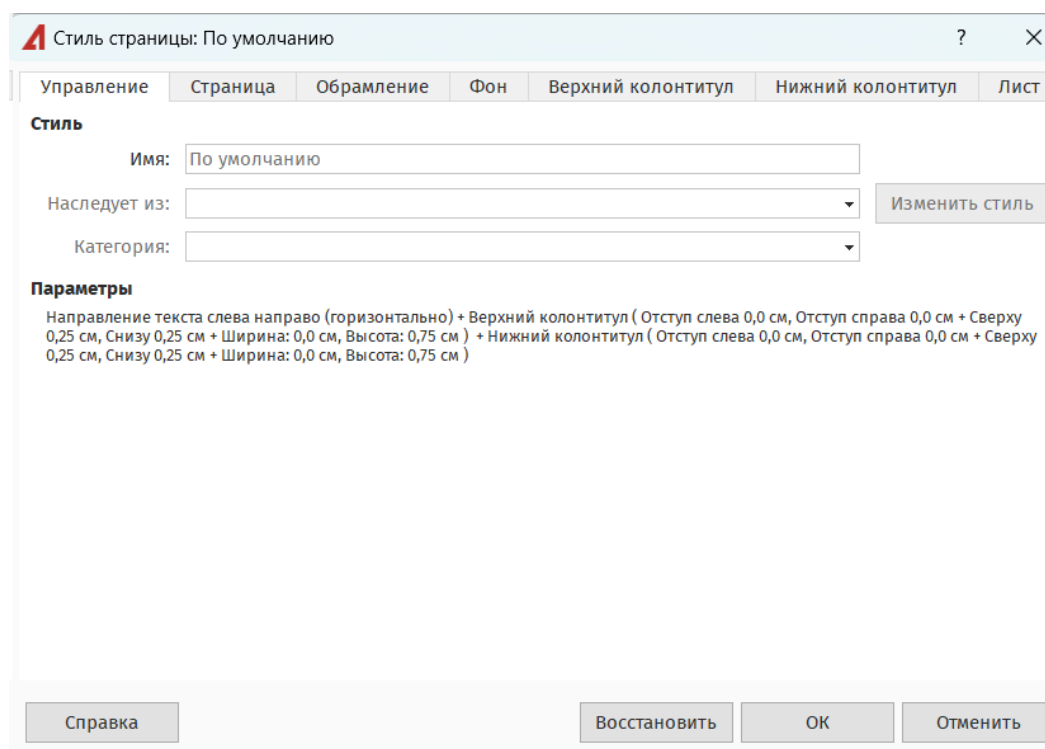 Стиль страницы: По умолчанию ?
Управление Страница Обрамление Фон Верхний колонтитул Нижний колонтитул Лист
Стиль
Имя: По умолчанию
Наследует из: Изменить стиль
Категория:
Параметры
Направление текста слева направо (горизонтально) + Верхний колонтитул ( Отступ слева 0,0 см, Отступ справа 0,0 см + Сверху
0,25 см, Снизу 0,25 см + Ширина: 0,0 см, Высота: 0,75 см ) + Нижний колонтитул ( Отступ слева 0,0 см, Отступ справа 0,0 см + Сверху
0,25 см, Снизу 0,25 см + Ширина: 0,0 см, Высота: 0,75 см )
Справка Восстановить ОК Отменить